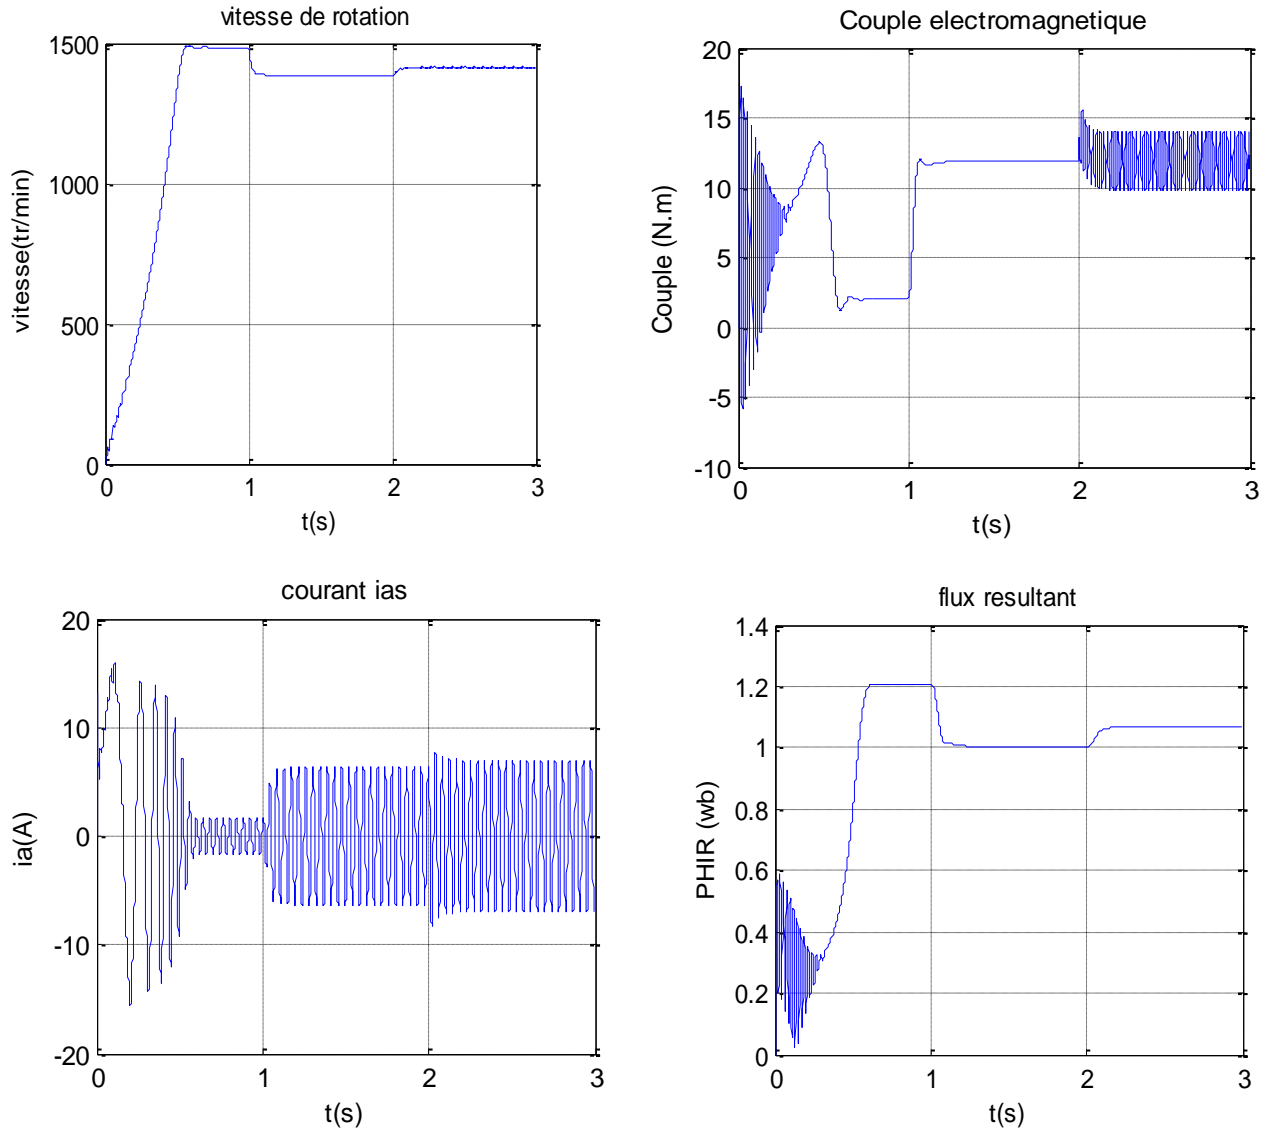 vitesse de rotation
1500
1000
500
0
vitesse(tr/min)
0 1 2 3
t(s)
Couple electromagnetique
20
15
10
5
0
-5
-10
Couple (N.m)
0 1 2 3
t(s)
courant ias
20
10
0
-10
-20
ia(A)
0 1 2 3
t(s)
flux resultant
1.4
1.2
1
0.8
0.6
0.4
0.2
0
PHIR (wb)
0 1 2 3
t(s)